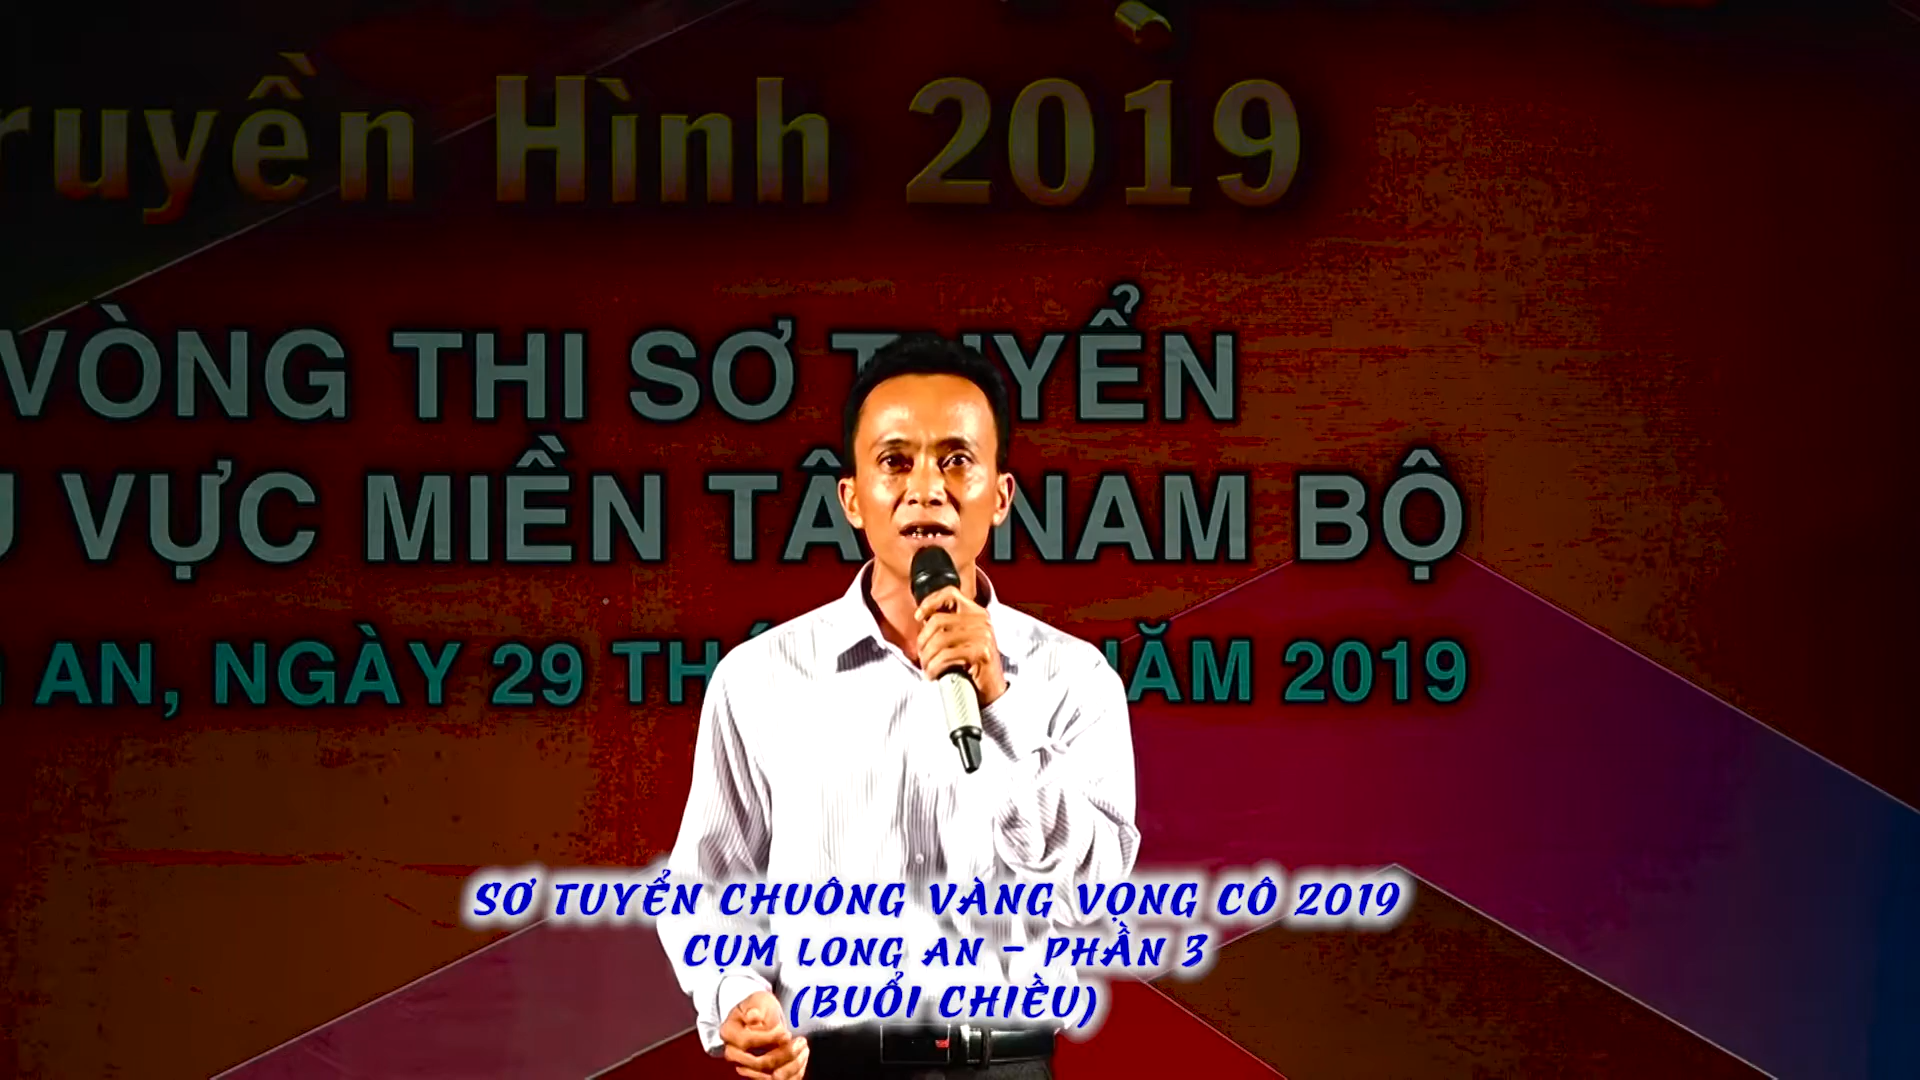 ruyền Hình 2019
VÒNG THI SƠ TUYỂN
VỰC MIỀN NAM BỘ
AN, NGÀY 29 NĂM 2019
SƠ TUYỂN CHUÔNG VÀNG VỌNG CỔ 2019
CỤM LONG AN - PHẦN 3
(BUỔI CHIỀU)